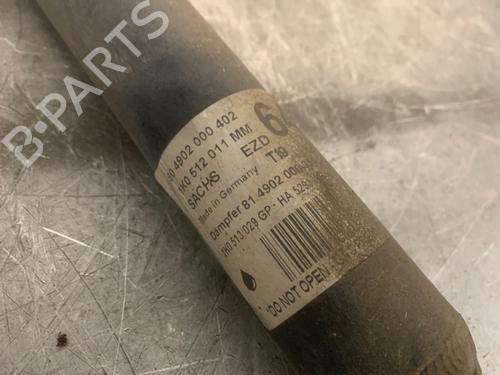 B-PARTS
4902 000 402
1K0 512 011 MM
SACHS EZD
Made in Germany T19
Dämpfer 81 4902 000
1K0 513 029 GP - HA
DO NOT OPEN